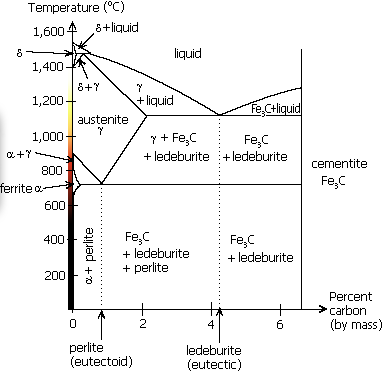 Temperature (°C)
δ+liquid
δ
1,600
liquid
1,400
δ+γ
γ
+ liquid
1,200
Fe3C+liquid
austenite
γ
1,000
γ + Fe3C
+ ledeburite
Fe3C
+ ledeburite
α+γ
800
cementite
Fe3C
ferrite α
600
α+ perlite
Fe3C
+ ledeburite
+ perlite
Fe3C
+ ledeburite
400
200
0
2
4
6
Percent
carbon
(by mass)
perlite
(eutectoid)
ledeburite
(eutectic)